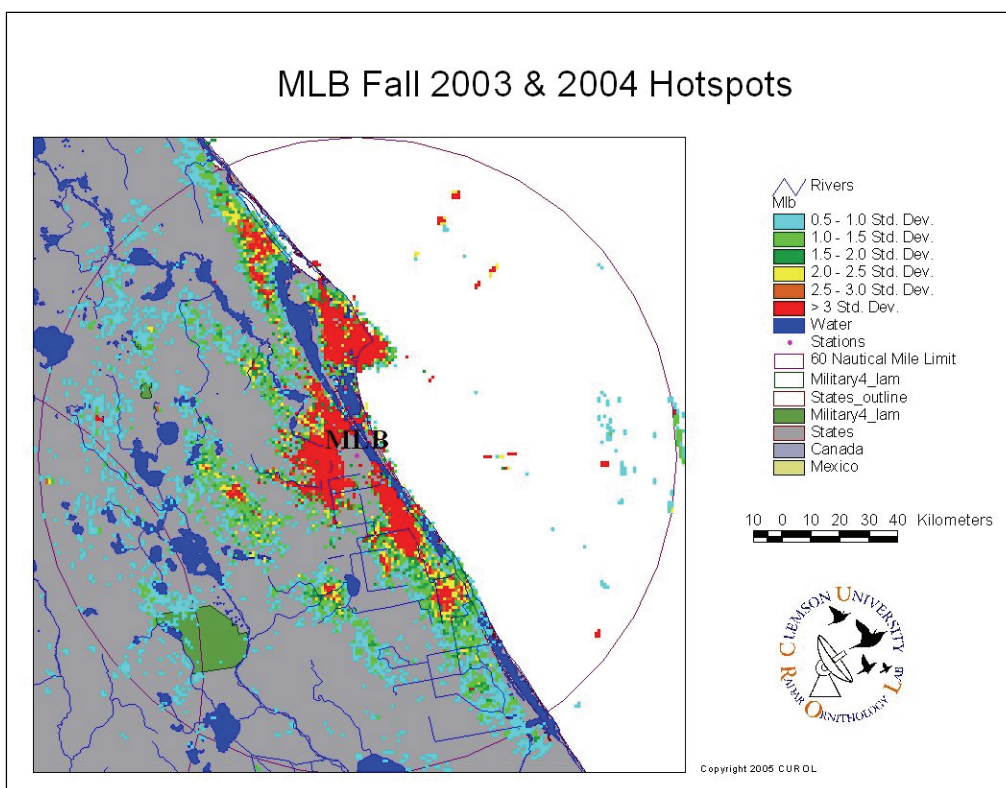 MLB Fall 2003 & 2004 Hotspots
MLB
Rivers
Mlb
0.5 - 1.0 Std. Dev.
1.0 - 1.5 Std. Dev.
1.5 - 2.0 Std. Dev.
2.0 - 2.5 Std. Dev.
2.5 - 3.0 Std. Dev.
> 3 Std. Dev.
Water
Stations
60 Nautical Mile Limit
Military4_lam
States_outline
Military4_lam
States
Canada
Mexico
10 0 10 20 30 40 Kilometers
CLEMSON UNIVERSITY
RADAR ORNITHOLOGY LAB
Copyright 2005 CUROL